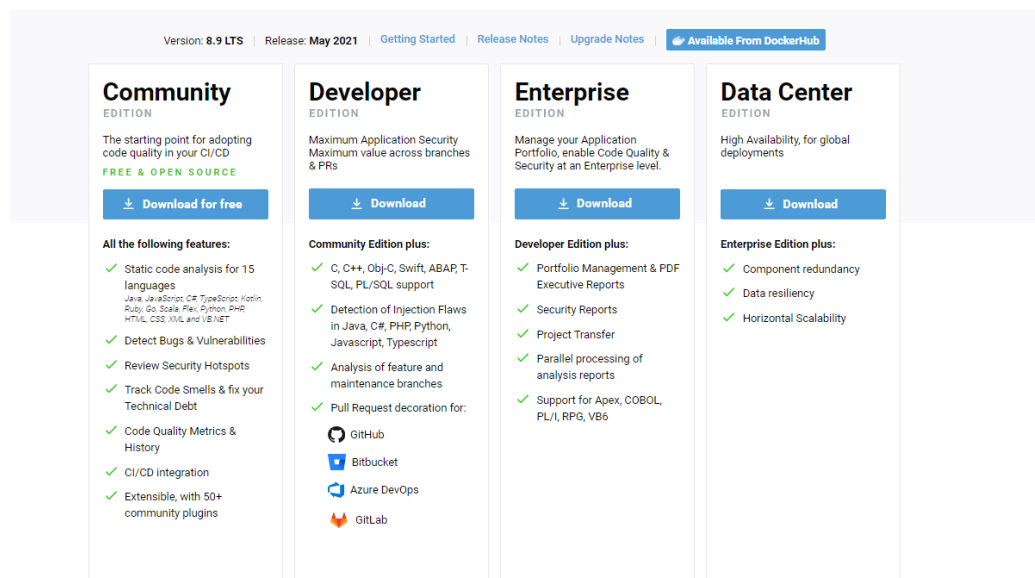 Version: 8.9 LTS | Release: May 2021 | Getting Started | Release Notes | Upgrade Notes | Available From DockerHub
Community
EDITION
The starting point for adopting
code quality in your CI/CD
FREE & OPEN SOURCE
Download for free
All the following features:
Static code analysis for 15
languages
Java, JavaScript, C#, TypeScript, Kotlin,
Ruby, Go, Scala, Flex, Python, PHP,
HTML, CSS, XML and VB.NET
Detect Bugs & Vulnerabilities
Review Security Hotspots
Track Code Smells & fix your
Technical Debt
Code Quality Metrics &
History
CI/CD integration
Extensible, with 50+
community plugins
Developer
EDITION
Maximum Application Security
Maximum value across branches
& PRs
Download
Community Edition plus:
C, C++, Obj-C, Swift, ABAP, T-
SQL, PL/SQL support
Detection of Injection Flaws
in Java, C#, PHP, Python,
Javascript, Typescript
Analysis of feature and
maintenance branches
Pull Request decoration for:
GitHub
Bitbucket
Azure DevOps
GitLab
Enterprise
EDITION
Manage your Application
Portfolio, enable Code Quality &
Security at an Enterprise level.
Download
Developer Edition plus:
Portfolio Management & PDF
Executive Reports
Security Reports
Project Transfer
Parallel processing of
analysis reports
Support for Apex, COBOL,
PL/I, RPG, VB6
Data Center
EDITION
High Availability, for global
deployments
Download
Enterprise Edition plus:
Component redundancy
Data resiliency
Horizontal Scalability